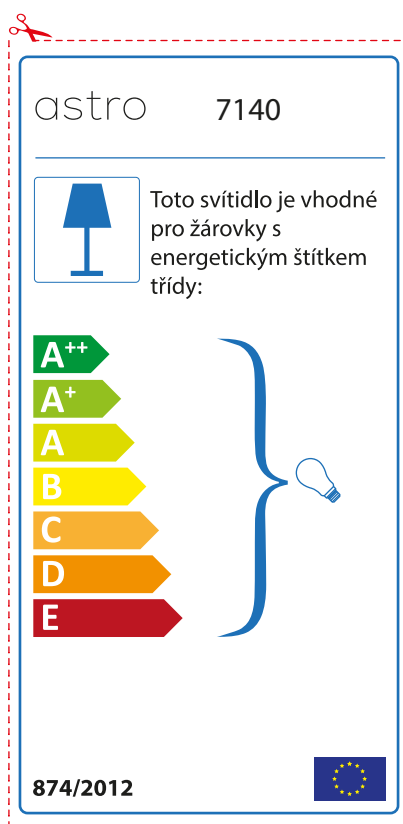 astro 7140
Toto svítidlo je vhodné
pro žárovky s
energetickým štítkem
třídy:
A++
A+
A
B
C
D
E
874/2012